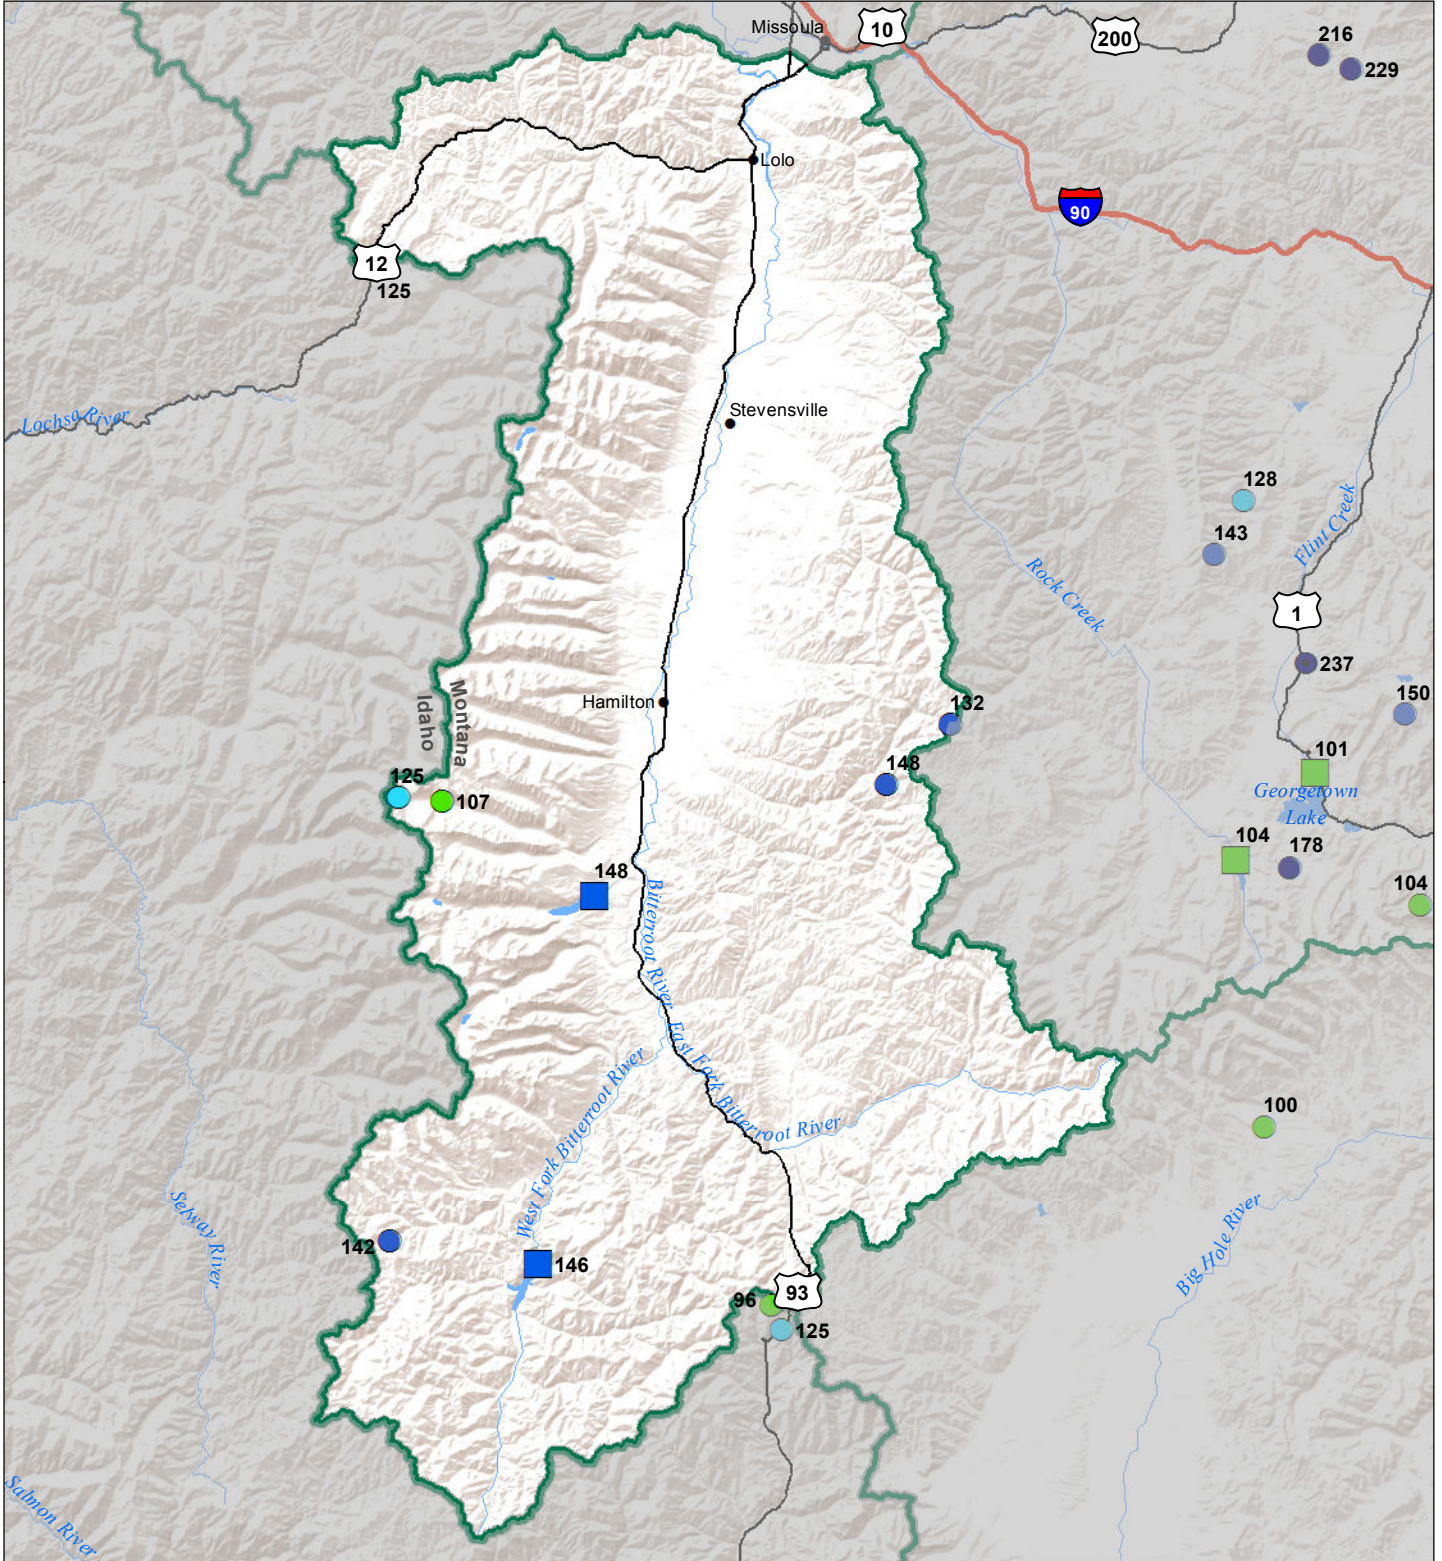 Missoula
10
200
216
229
Lolo
90
12
125
Lochsa River
Stevensville
128
143
Flint Creek
Rock Creek
1
237
Montana
Idaho
Hamilton
132
150
125
107
148
101
Georgetown
Lake
104
178
148
104
Bitterroot River
East Fork Bitterroot River
West Fork Bitterroot River
100
Selway River
Big Hole River
142
146
96
93
125
Salmon River